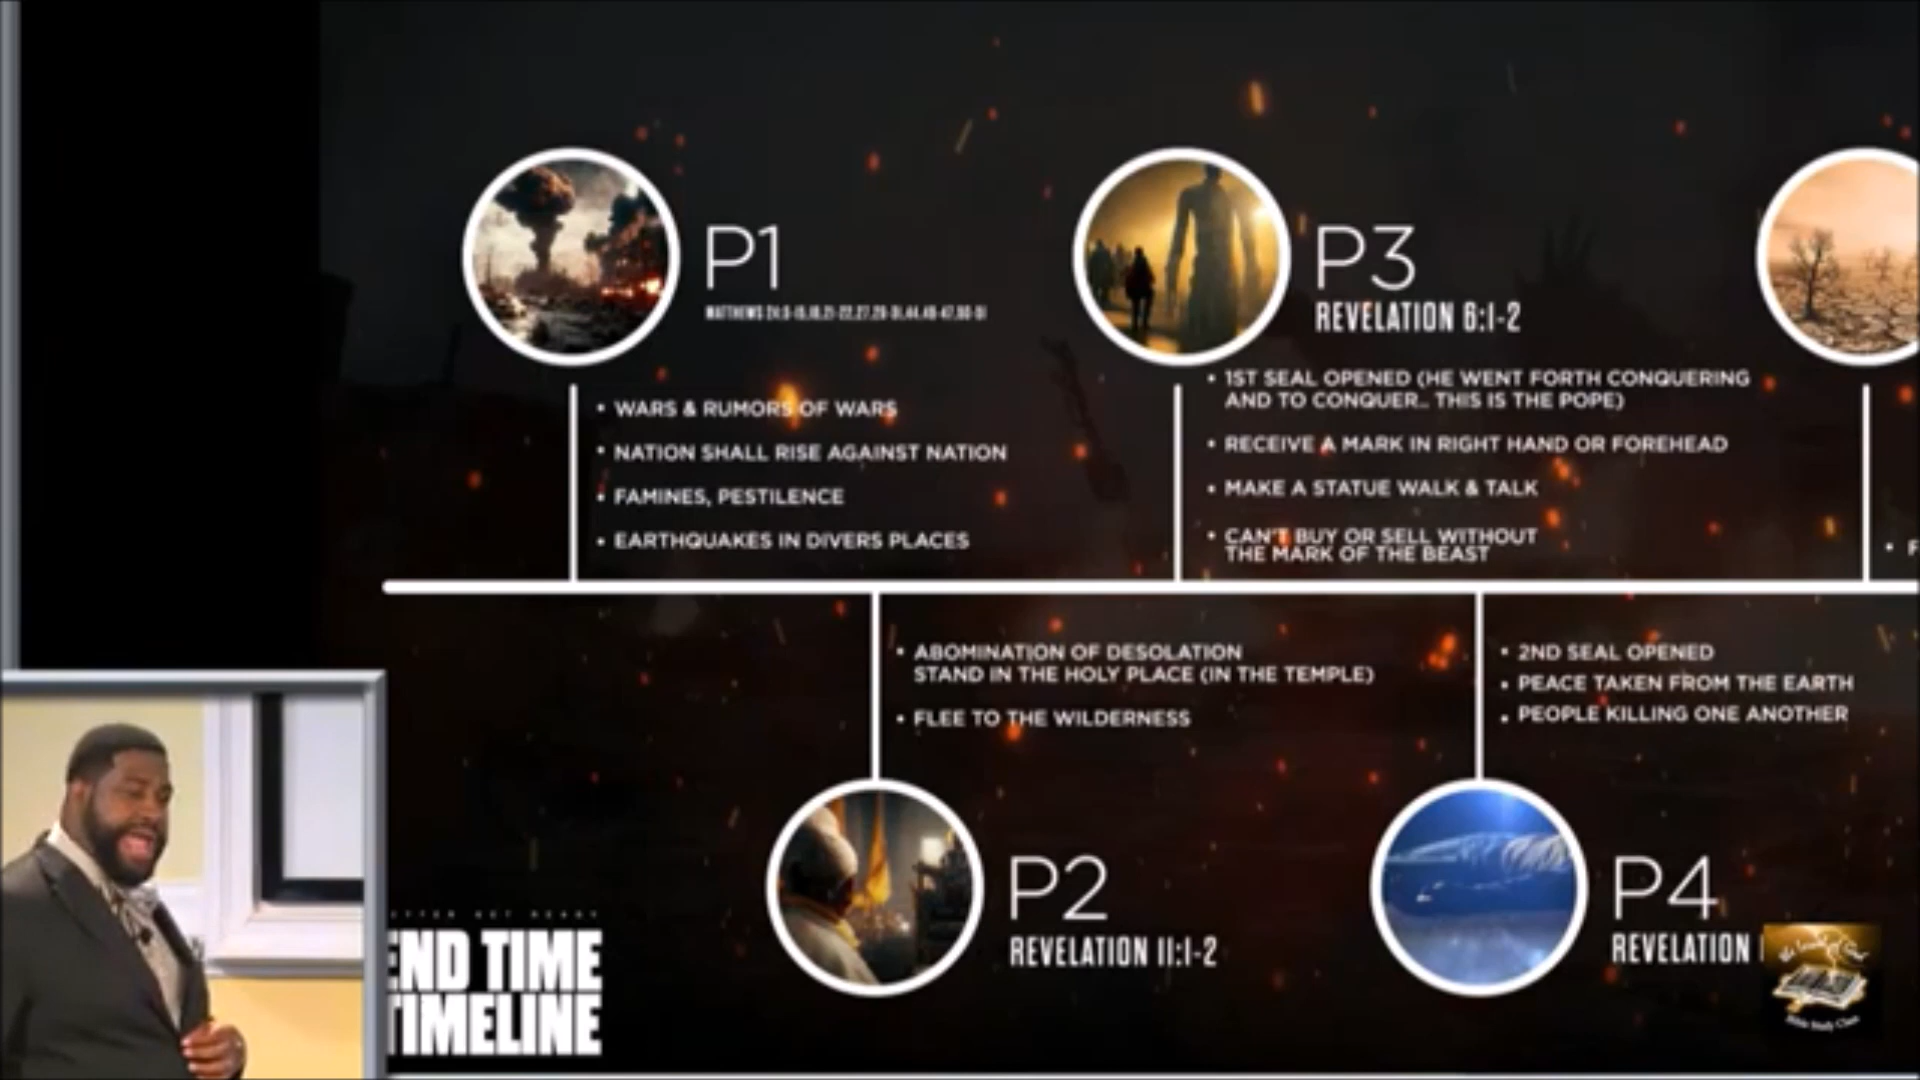 P1
P3
REVELATION 6:1-2
• WARS & RUMORS OF WARS
• NATION SHALL RISE AGAINST NATION
• FAMINES, PESTILENCE
• EARTHQUAKES IN DIVERS PLACES
• 1ST SEAL OPENED (HE WENT FORTH CONQUERING
AND TO CONQUER.. THIS IS THE POPE)
• RECEIVE A MARK IN RIGHT HAND OR FOREHEAD
• MAKE A STATUE WALK & TALK
• CAN'T BUY OR SELL WITHOUT
THE MARK OF THE BEAST
• ABOMINATION OF DESOLATION
STAND IN THE HOLY PLACE (IN THE TEMPLE)
• FLEE TO THE WILDERNESS
• 2ND SEAL OPENED
• PEACE TAKEN FROM THE EARTH
• PEOPLE KILLING ONE ANOTHER
P2
REVELATION 11:1-2
P4
REVELATION
END TIME
TIMELINE
Bible Study Class